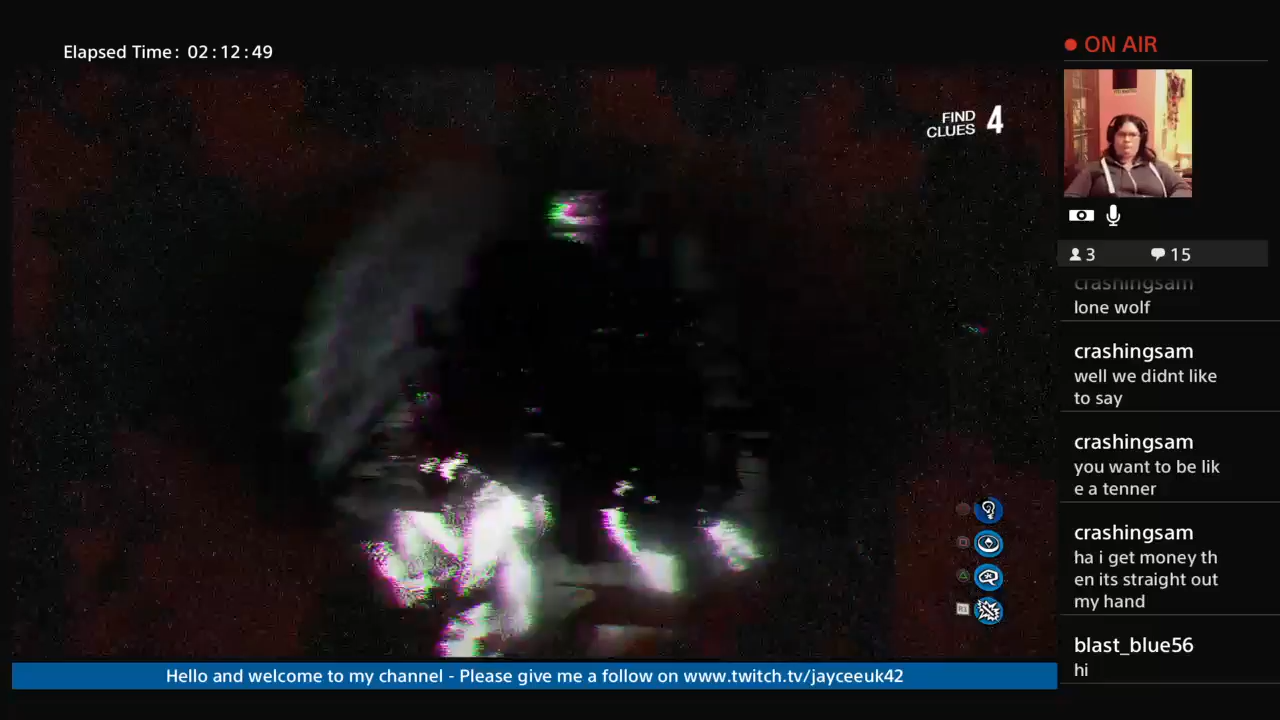 Elapsed Time: 02:12:49
FIND
CLUES 4
ON AIR
3 15
crashingsam
lone wolf
crashingsam
well we didnt like
to say
crashingsam
you want to be lik
e a tenner
crashingsam
ha i get money th
en its straight out
my hand
blast_blue56
hi
R1
Hello and welcome to my channel - Please give me a follow on www.twitch.tv/jayceeuk42